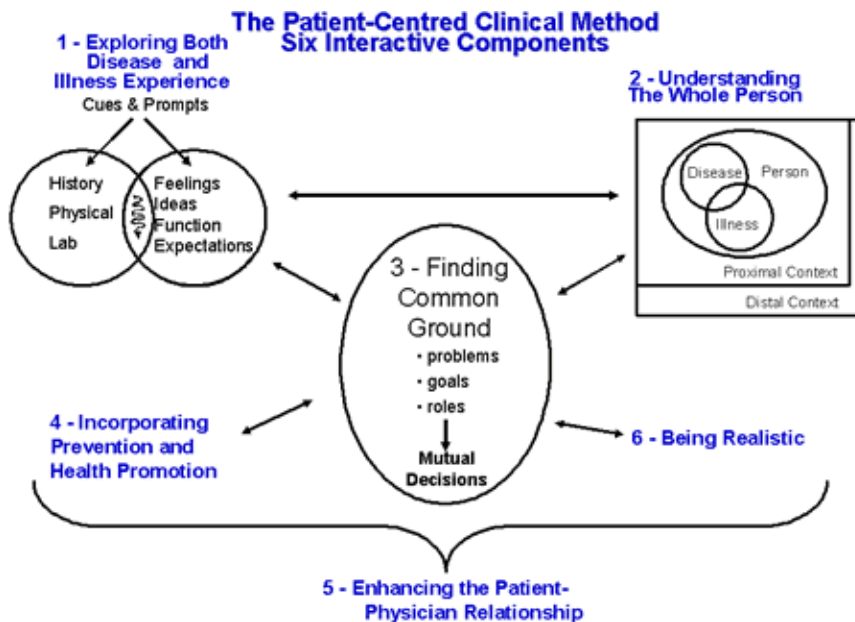 The Patient-Centred Clinical Method
Six Interactive Components
1 - Exploring Both
Disease and
Illness Experience
Cues & Prompts
History
Physical
Lab
Feelings
Ideas
Function
Expectations
2 - Understanding
The Whole Person
Disease
Person
Illness
Proximal Context
Distal Context
3 - Finding
Common
Ground
· problems
· goals
· roles
Mutual
Decisions
4 - Incorporating
Prevention and
Health Promotion
6 - Being Realistic
5 - Enhancing the Patient-
Physician Relationship